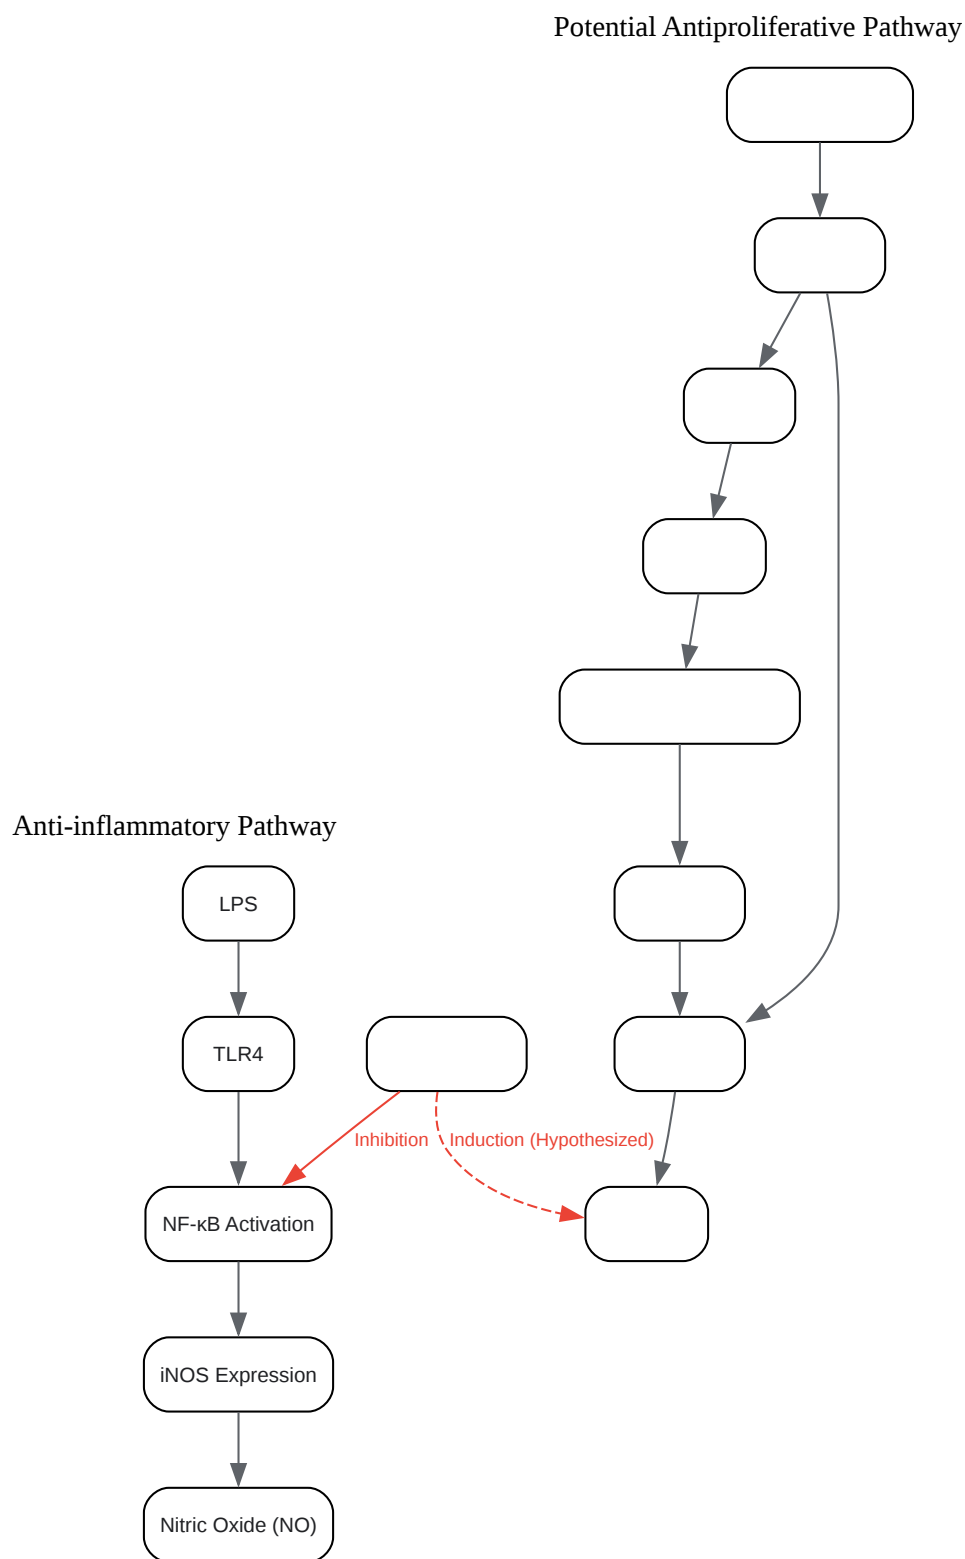 Potential Antiproliferative Pathway
Anti-inflammatory Pathway
LPS
TLR4
Inhibition
Induction (Hypothesized)
NF-κB Activation
iNOS Expression
Nitric Oxide (NO)